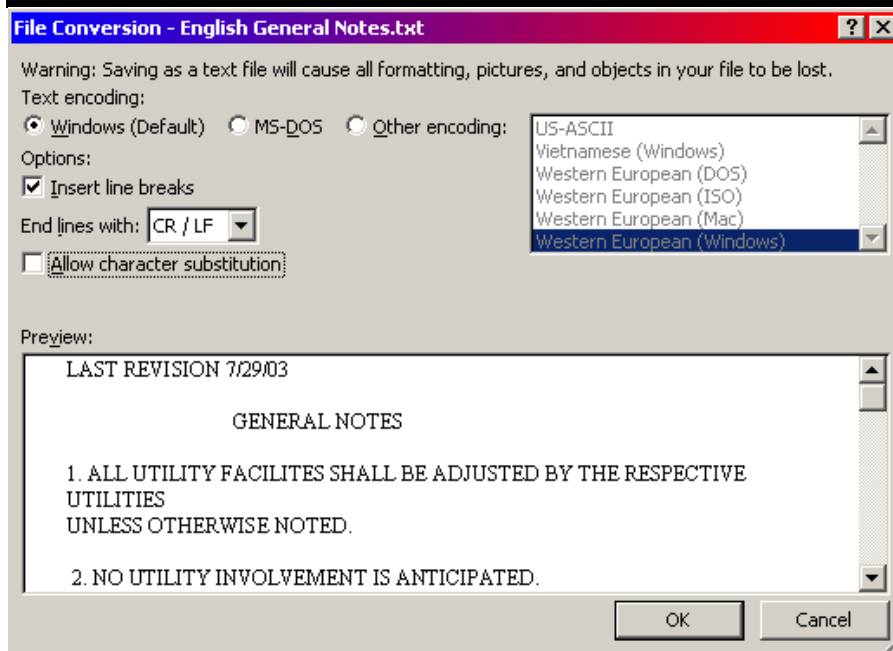 File Conversion - English General Notes.txt
Warning: Saving as a text file will cause all formatting, pictures, and objects in your file to be lost.
Text encoding:
Windows (Default) MS-DOS Other encoding:
US-ASCII
Vietnamese (Windows)
Western European (DOS)
Western European (ISO)
Western European (Mac)
Western European (Windows)
Options:
Insert line breaks
End lines with: CR / LF
Allow character substitution
Preview:
LAST REVISION 7/29/03
GENERAL NOTES
1. ALL UTILITY FACILITES SHALL BE ADJUSTED BY THE RESPECTIVE
UTILITIES
UNLESS OTHERWISE NOTED.
2. NO UTILITY INVOLVEMENT IS ANTICIPATED.
OK Cancel